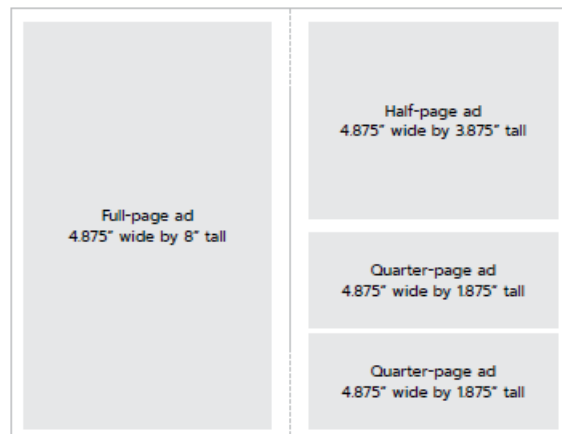 Full-page ad
4.875" wide by 8" tall
Half-page ad
4.875" wide by 3.875" tall
Quarter-page ad
4.875" wide by 1.875" tall
Quarter-page ad
4.875" wide by 1.875" tall